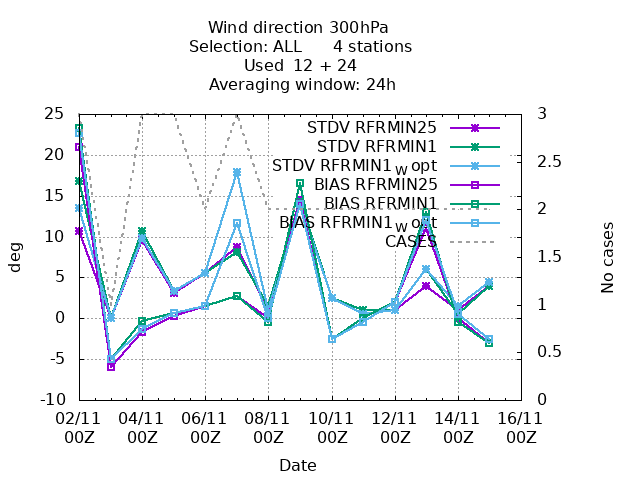 Wind direction 300hPa
Selection: ALL 4 stations
Used 12 + 24
Averaging window: 24h
25 3
STDV RFRMIN25
STDV RFRMIN1
20 2.5
STDV RFRMIN1w opt
BIAS RFRMIN25
15 2
BIAS RFRMIN1
BIAS RFRMIN1w opt
CASES
10 1.5
deg No cases
5
0 1
-5 0.5
-10 0
02/11 04/11 06/11 08/11 10/11 12/11 14/11 16/11
00Z 00Z 00Z 00Z 00Z 00Z 00Z 00Z
Date